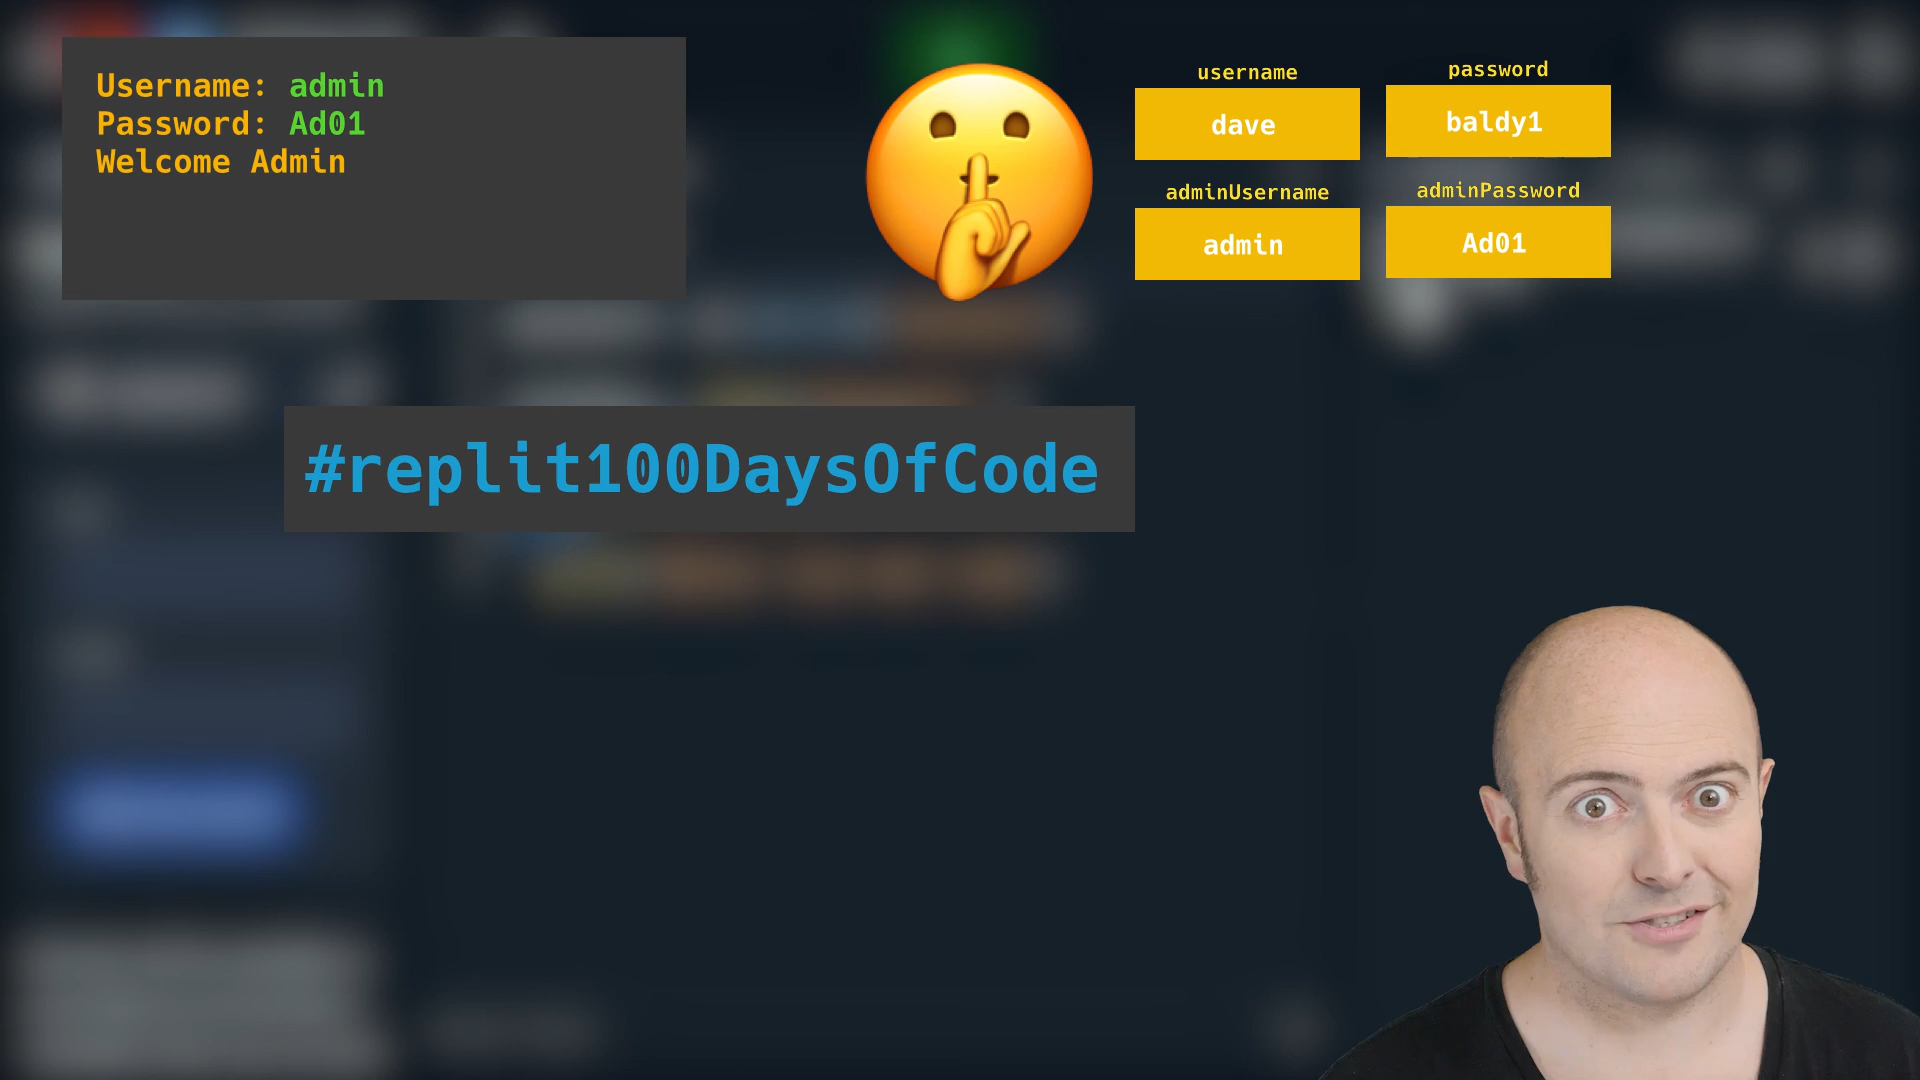 Username: admin
Password: Ad01
Welcome Admin
username
password
dave
baldy1
adminUsername
adminPassword
admin
Ad01
#replit100DaysOfCode